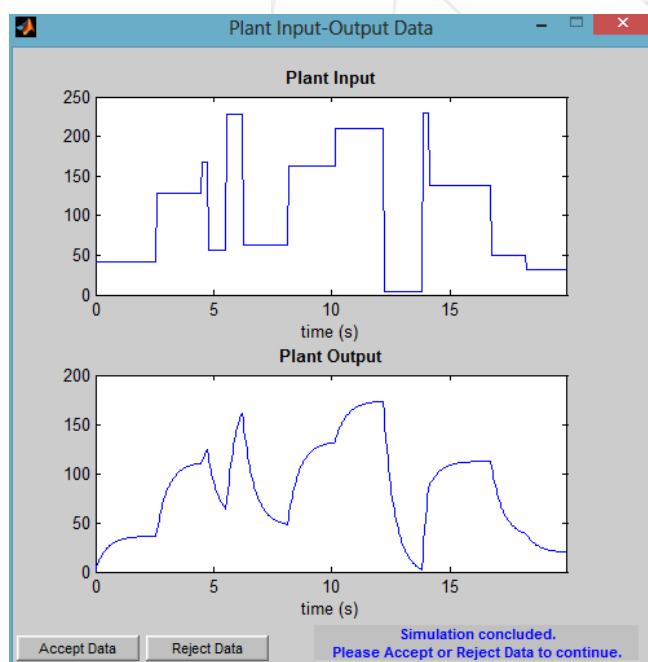 Plant Input-Output Data
Plant Input
250
200
150
100
50
0
0 5 10 15
time (s)
Plant Output
200
150
100
50
0
0 5 10 15
time (s)
Accept Data Reject Data
Simulation concluded.
Please Accept or Reject Data to continue.